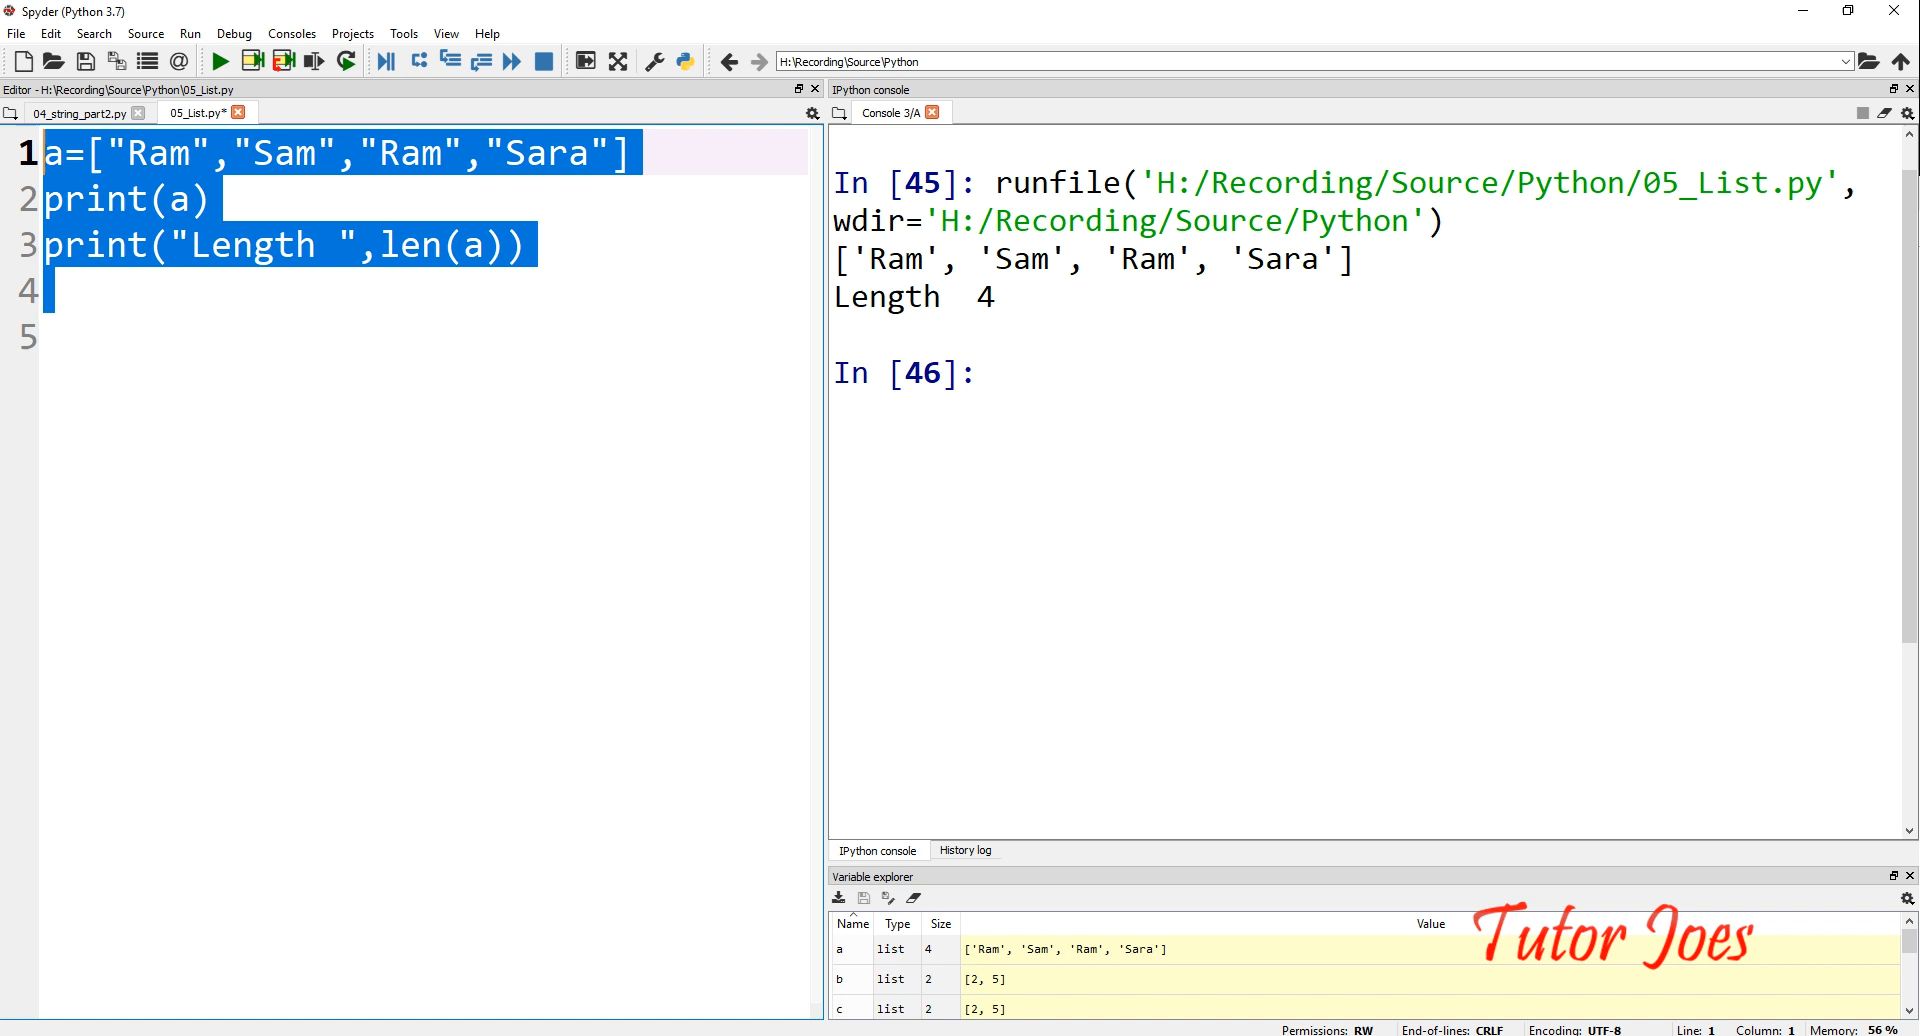 Spyder (Python 3.7)
File Edit Search Source Run Debug Consoles Projects Tools View Help
H:\Recording\Source\Python
Editor - H:\Recording\Source\Python\05_List.py
04_string_part2.py 05_List.py*
1 a=["Ram","Sam","Ram","Sara"]
2 print(a)
3 print("Length ",len(a))
4
5
IPython console
Console 3/A
In [45]: runfile('H:/Recording/Source/Python/05_List.py',
wdir='H:/Recording/Source/Python')
['Ram', 'Sam', 'Ram', 'Sara']
Length  4
In [46]:
IPython console History log
Variable explorer
Name Type Size Value
a list 4 ['Ram', 'Sam', 'Ram', 'Sara']
b list 2 [2, 5]
c list 2 [2, 5]
Tutor Joes
Permissions: RW End-of-lines: CRLF Encoding: UTF-8 Line: 1 Column: 1 Memory: 56 %